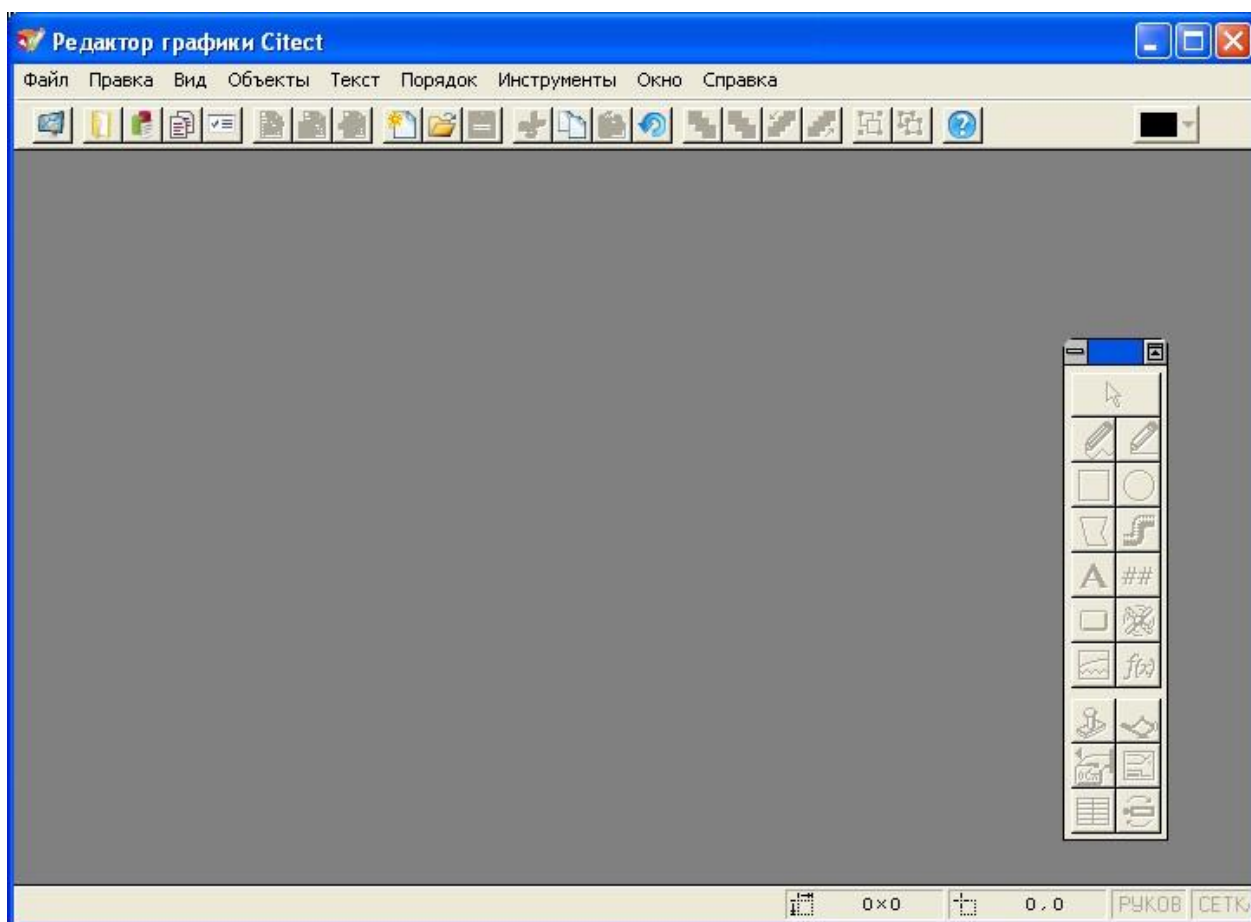 Редактор графики Citect
Файл Правка Вид Объекты Текст Порядок Инструменты Окно Справка
A ##
f(x)
0×0 0,0 РУКОВ СЕТК